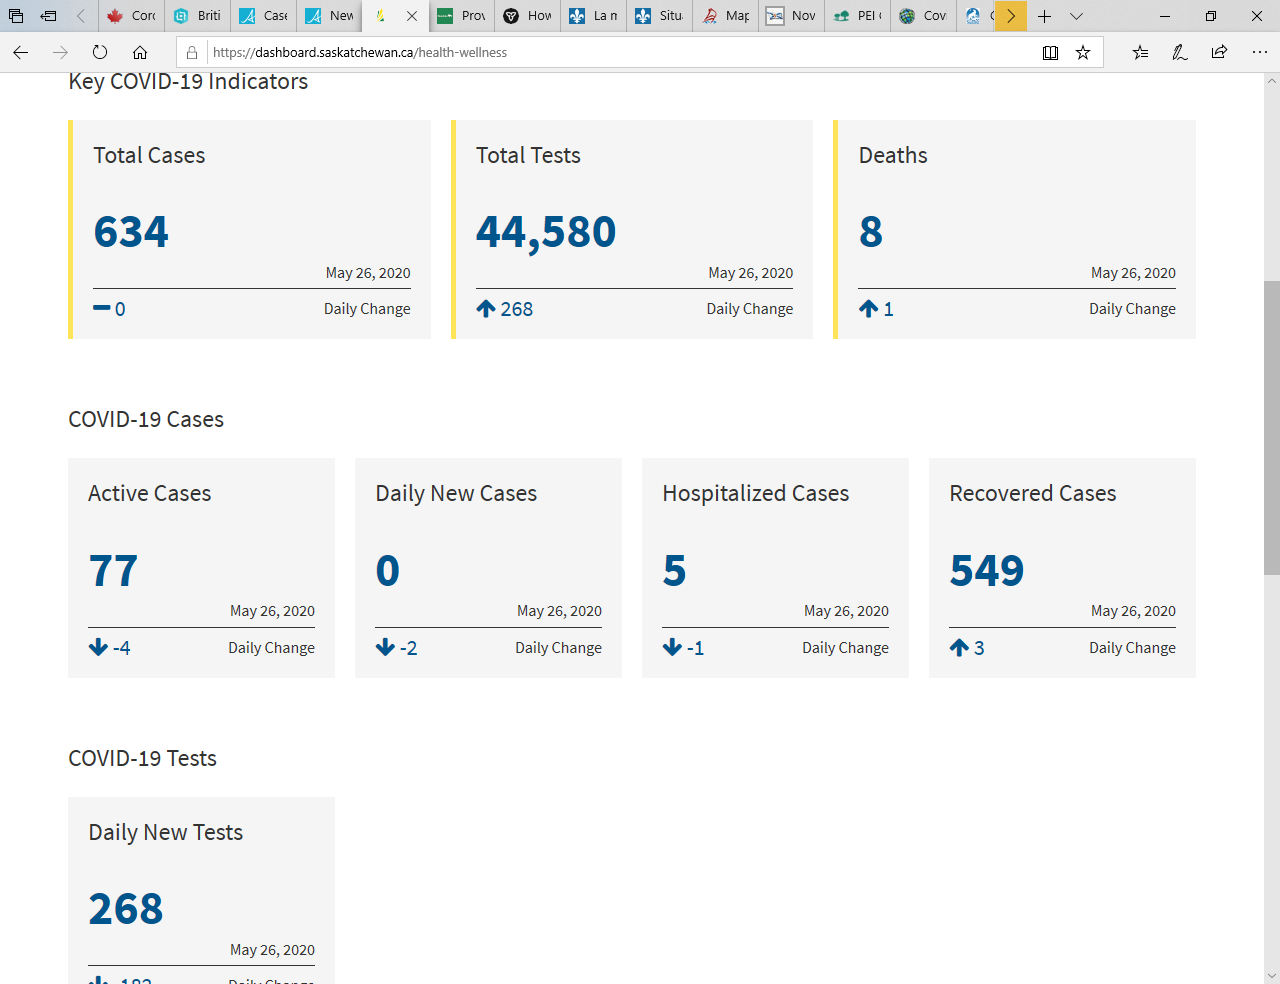 Corc
Briti
Case
New
Prov
How
La m
Situ
Map
Nov
PEI
Covi
https://dashboard.saskatchewan.ca/health-wellness
Key COVID-19 Indicators
Total Cases
634
May 26, 2020
0 Daily Change
Total Tests
44,580
May 26, 2020
268 Daily Change
Deaths
8
May 26, 2020
1 Daily Change
COVID-19 Cases
Active Cases
77
May 26, 2020
-4 Daily Change
Daily New Cases
0
May 26, 2020
-2 Daily Change
Hospitalized Cases
5
May 26, 2020
-1 Daily Change
Recovered Cases
549
May 26, 2020
3 Daily Change
COVID-19 Tests
Daily New Tests
268
May 26, 2020
-182 Daily Change